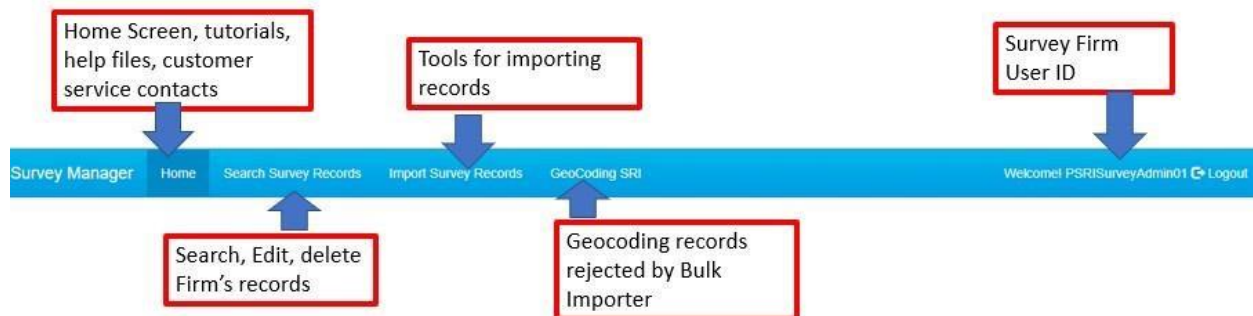 Home Screen, tutorials,
help files, customer
service contacts
Tools for importing
records
Survey Firm
User ID
Survey Manager Home Search Survey Records Import Survey Records GeoCoding SRI Welcome! PSRISurveyAdmin01 Logout
Search, Edit, delete
Firm's records
Geocoding records
rejected by Bulk
Importer